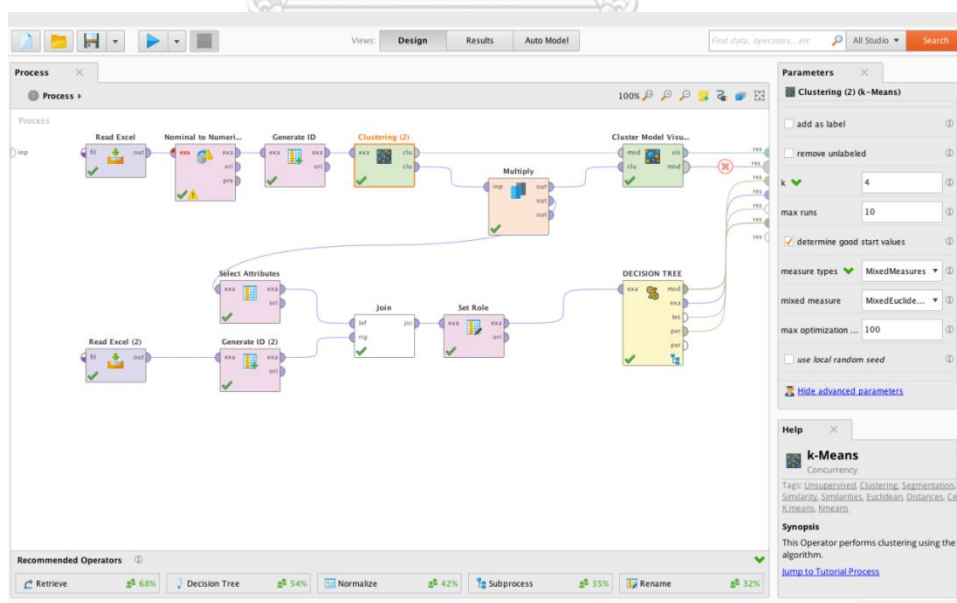 Views: Design Results Auto Model Find data, operators...etc All Studio Search
Process
Process
100%
Process
inp
Read Excel
fil out
Nominal to Numeri...
exa exa
ori
pre
Generate ID
exa exa
ori
Clustering (2)
exa clu
clu
Multiply
inp out
out
out
Cluster Model Visu...
mod vis
clu mod
res
res
res
res
res
res
res
Select Attributes
exa exa
ori
Join
lef joi
rig
Set Role
exa exa
ori
DECISION TREE
exa mod
exa
tes
per
per
Read Excel (2)
fil out
Generate ID (2)
exa exa
ori
Recommended Operators
Retrieve 68% Decision Tree 54% Normalize 42% Subprocess 35% Rename 32%
Parameters
Clustering (2) (k-Means)
add as label
remove unlabeled
k 4
max runs 10
determine good start values
measure types MixedMeasures
mixed measure MixedEuclide...
max optimization ... 100
use local random seed
Hide advanced parameters
Help
k-Means
Concurrency
Tags: Unsupervised, Clustering, Segmentation,
Similarity, Similarities, Euclidean, Distances, Ce
K means, Kmeans
Synopsis
This Operator performs clustering using the
algorithm.
Jump to Tutorial Process